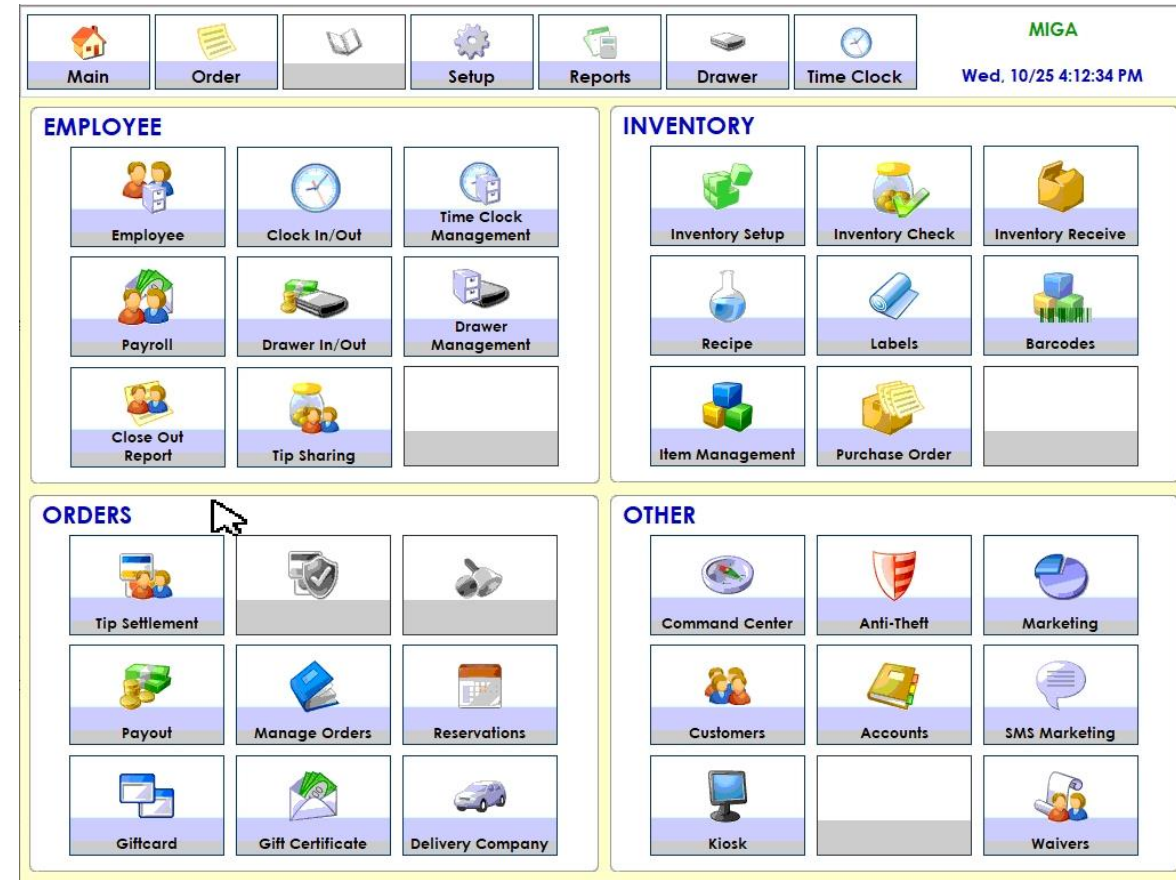 Main
Order
Setup
Reports
Drawer
Time Clock
MIGA
Wed, 10/25 4:12:34 PM
EMPLOYEE
Employee
Clock In/Out
Time Clock
Management
Payroll
Drawer In/Out
Drawer
Management
Close Out
Report
Tip Sharing
INVENTORY
Inventory Setup
Inventory Check
Inventory Receive
Recipe
Labels
Barcodes
Item Management
Purchase Order
ORDERS
Tip Settlement
Payout
Manage Orders
Reservations
Giftcard
Gift Certificate
Delivery Company
OTHER
Command Center
Anti-Theft
Marketing
Customers
Accounts
SMS Marketing
Kiosk
Waivers